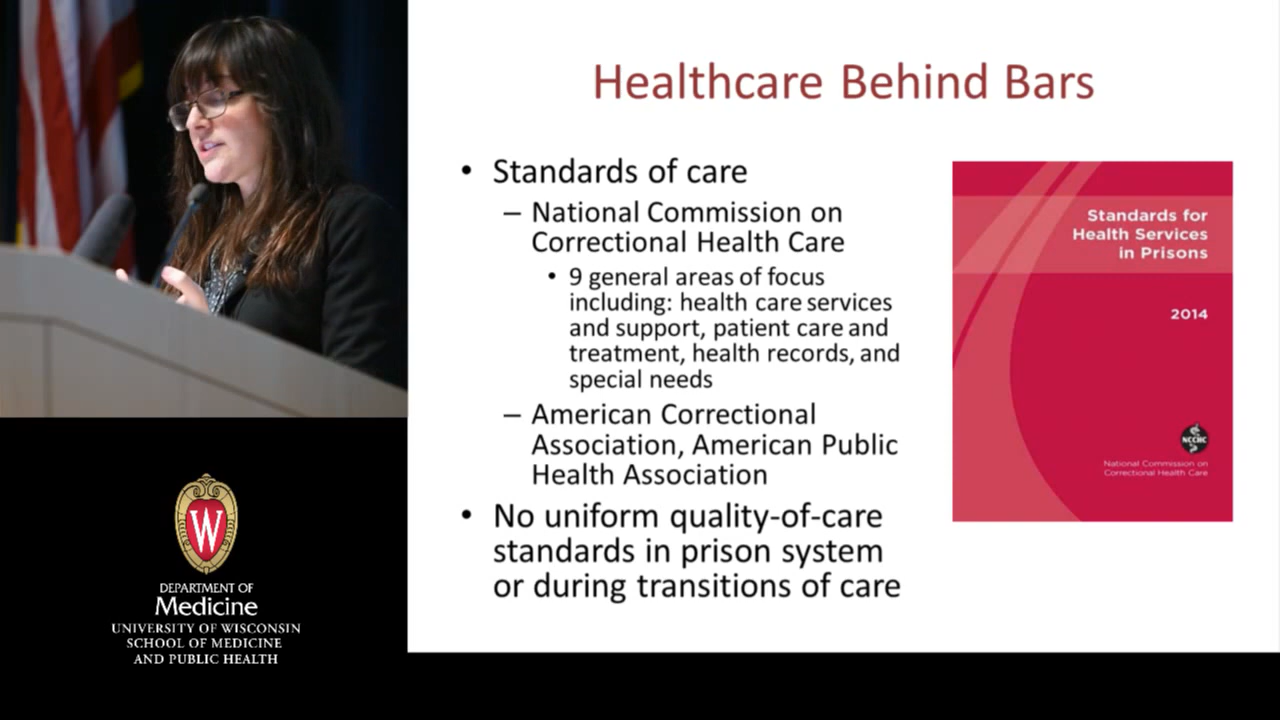 Healthcare Behind Bars
• Standards of care
– National Commission on
Correctional Health Care
• 9 general areas of focus
including: health care services
and support, patient care and
treatment, health records, and
special needs
– American Correctional
Association, American Public
Health Association
• No uniform quality-of-care
standards in prison system
or during transitions of care
Standards for
Health Services
in Prisons
2014
NCCHC
National Commission on
Correctional Health Care
W
DEPARTMENT OF
Medicine
UNIVERSITY OF WISCONSIN
SCHOOL OF MEDICINE
AND PUBLIC HEALTH